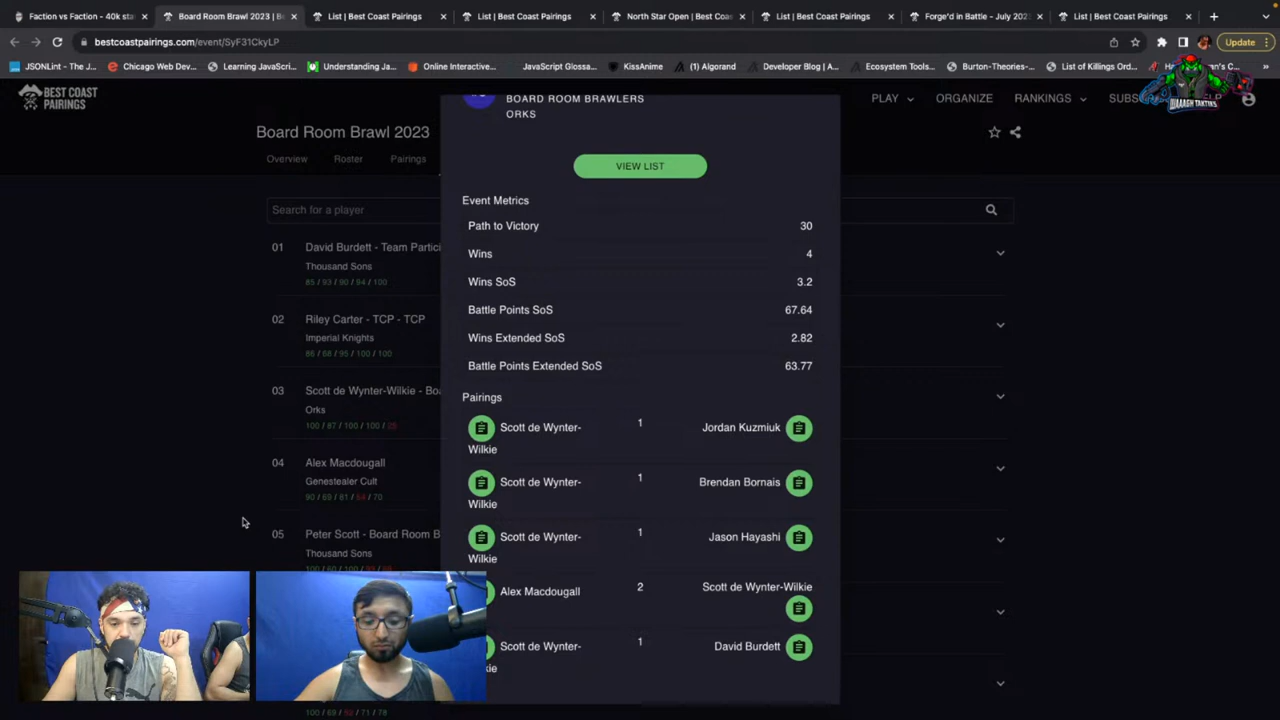 Faction vs Faction - 40k sta
Board Room Brawl 2023 | B
List | Best Coast Pairings
List | Best Coast Pairings
North Star Open | Best Coa
List | Best Coast Pairings
Forge'd in Battle - July 202
List | Best Coast Pairings
bestcoastpairings.com/event/SyF31CkyLP
Update
JSONLint - The J...
Chicago Web Dev...
Learning JavaScri...
Understanding Ja...
Online Interactive...
JavaScript Glossa...
KissAnime
(1) Algorand
Developer Blog | A...
Ecosystem Tools...
Burton-Theories-...
List of Killings Ord...
BEST COAST
PAIRINGS
PLAY
ORGANIZE
RANKINGS
WAAAGH TAKTIKS
Board Room Brawl 2023
Overview
Roster
Pairings
Search for a player
01
David Burdett - Team Partici
Thousand Sons
85 / 93 / 90 / 94 / 100
02
Riley Carter - TCP - TCP
Imperial Knights
86 / 68 / 95 / 100 / 100
03
Scott de Wynter-Wilkie - Boa
Orks
100 / 87 / 100 / 100 / 25
04
Alex Macdougall
Genestealer Cult
90 / 69 / 81 / 64 / 70
05
Peter Scott - Board Room B
Thousand Sons
BOARD ROOM BRAWLERS
ORKS
VIEW LIST
Event Metrics
Path to Victory 30
Wins 4
Wins SoS 3.2
Battle Points SoS 67.64
Wins Extended SoS 2.82
Battle Points Extended SoS 63.77
Pairings
Scott de Wynter- 1 Jordan Kuzmiuk
Wilkie
Scott de Wynter- 1 Brendan Bornais
Wilkie
Scott de Wynter- 1 Jason Hayashi
Wilkie
Alex Macdougall 2 Scott de Wynter-Wilkie
Scott de Wynter- 1 David Burdett
kie